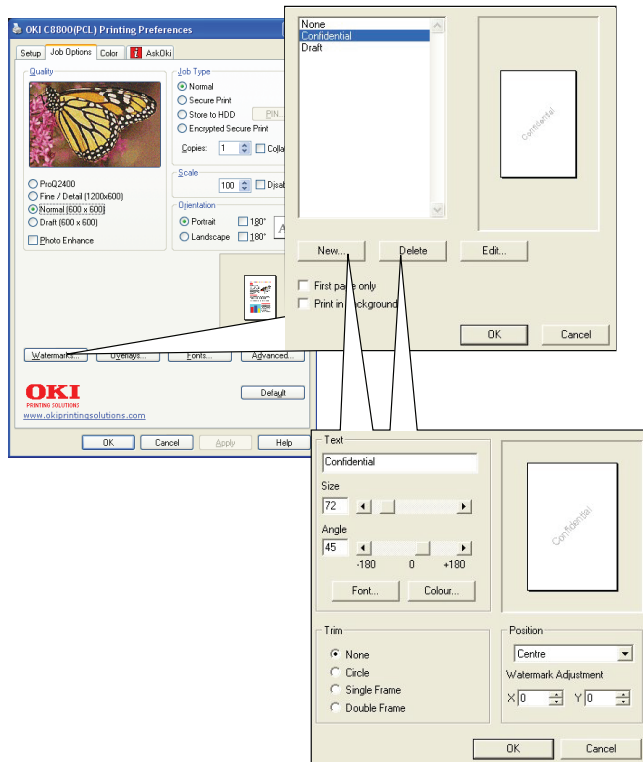 OKI C8800(PCL) Printing Preferences
Setup Job Options Color AskOki
Quality
ProQ2400
Fine / Detail (1200x600)
Normal (600 x 600)
Draft (600 x 600)
Photo Enhance
Job Type
Normal
Secure Print
Store to HDD PIN...
Encrypted Secure Print
Copies: 1
Scale
100
Orientation
Portrait 180°
Landscape 180°
A
Watermarks... Overlays... Fonts... Advanced...
OKI
PRINTING SOLUTIONS
www.okiprintingsolutions.com
Default
OK Cancel Apply Help
None
Confidential
Draft
Confidential
New... Delete Edit...
First page only
Print in background
OK Cancel
Text
Confidential
Size
72
Angle
45
-180 0 +180
Font... Colour...
Confidential
Trim
None
Circle
Single Frame
Double Frame
Position
Centre
Watermark Adjustment
X 0 Y 0
OK Cancel